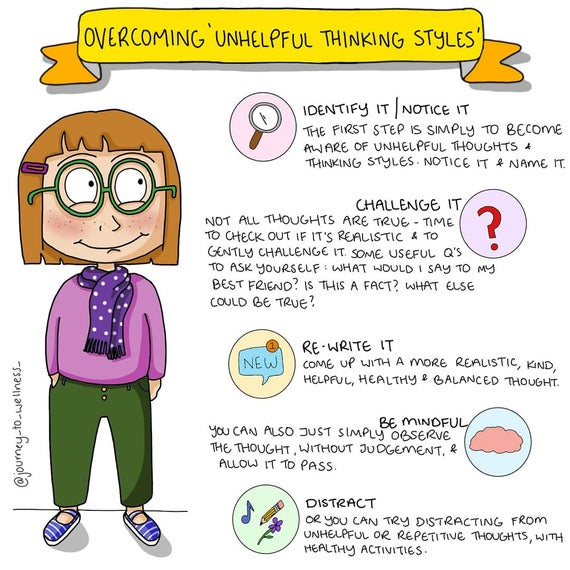 OVERCOMING 'UNHELPFUL THINKING STYLES'
IDENTIFY IT / NOTICE IT
THE FIRST STEP IS SIMPLY TO BECOME
AWARE OF UNHELPFUL THOUGHTS &
THINKING STYLES. NOTICE IT & NAME IT.
CHALLENGE IT
NOT ALL THOUGHTS ARE TRUE - TIME
TO CHECK OUT IF IT'S REALISTIC & TO
GENTLY CHALLENGE IT. SOME USEFUL Q'S
TO ASK YOURSELF: WHAT WOULD I SAY TO MY
BEST FRIEND? IS THIS A FACT? WHAT ELSE
COULD BE TRUE?
?
NEW
1
RE-WRITE IT
COME UP WITH A MORE REALISTIC, KIND,
HELPFUL, HEALTHY & BALANCED THOUGHT.
BE MINDFUL
YOU CAN ALSO JUST SIMPLY OBSERVE
THE THOUGHT, WITHOUT JUDGEMENT, &
ALLOW IT TO PASS.
DISTRACT
OR YOU CAN TRY DISTRACTING FROM
UNHELPFUL OR REPETITIVE THOUGHTS, WITH
HEALTHY ACTIVITIES.
@journey_to_wellness_